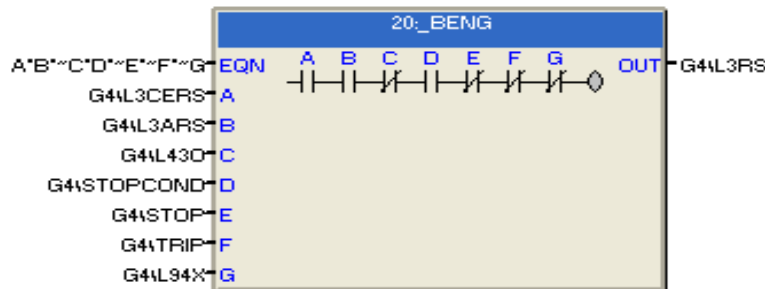 20:_BENG
A*B*~C*D*~E*~F*~G EQN A B C D E F G OUT G4\L3RS
G4\L3CERS A
G4\L3ARS B
G4\L43O C
G4\STOPCOND D
G4\STOP E
G4\TRIP F
G4\L94X G